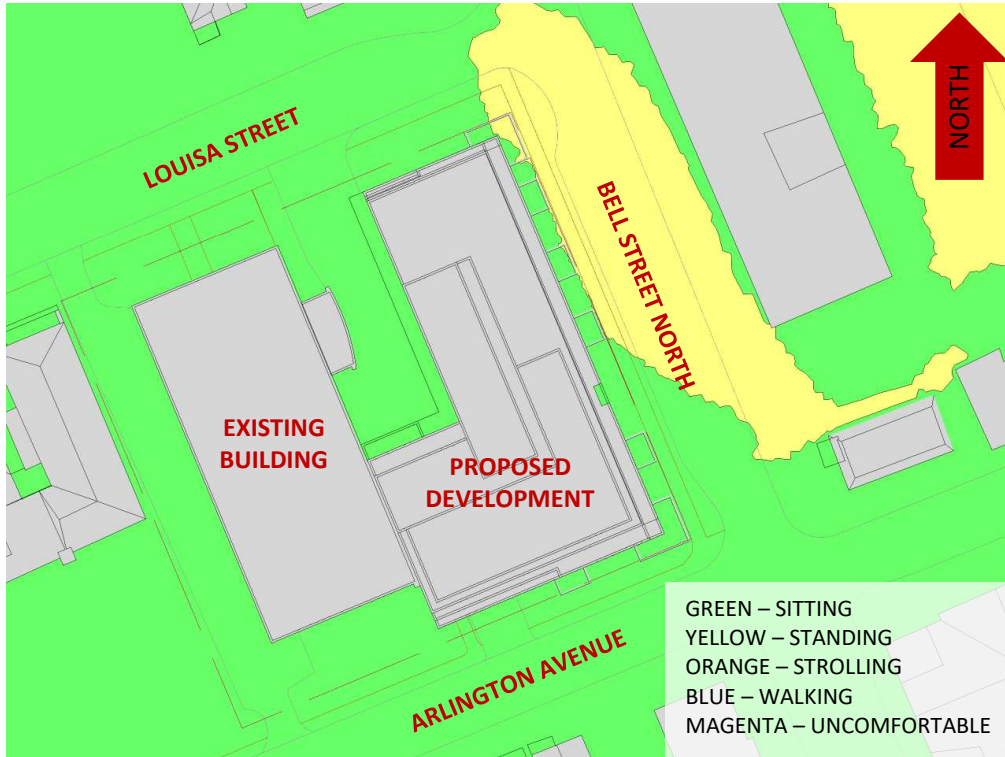 NORTH
LOUISA STREET
BELL STREET NORTH
EXISTING
BUILDING
PROPOSED
DEVELOPMENT
ARLINGTON AVENUE
GREEN – SITTING
YELLOW – STANDING
ORANGE – STROLLING
BLUE – WALKING
MAGENTA – UNCOMFORTABLE